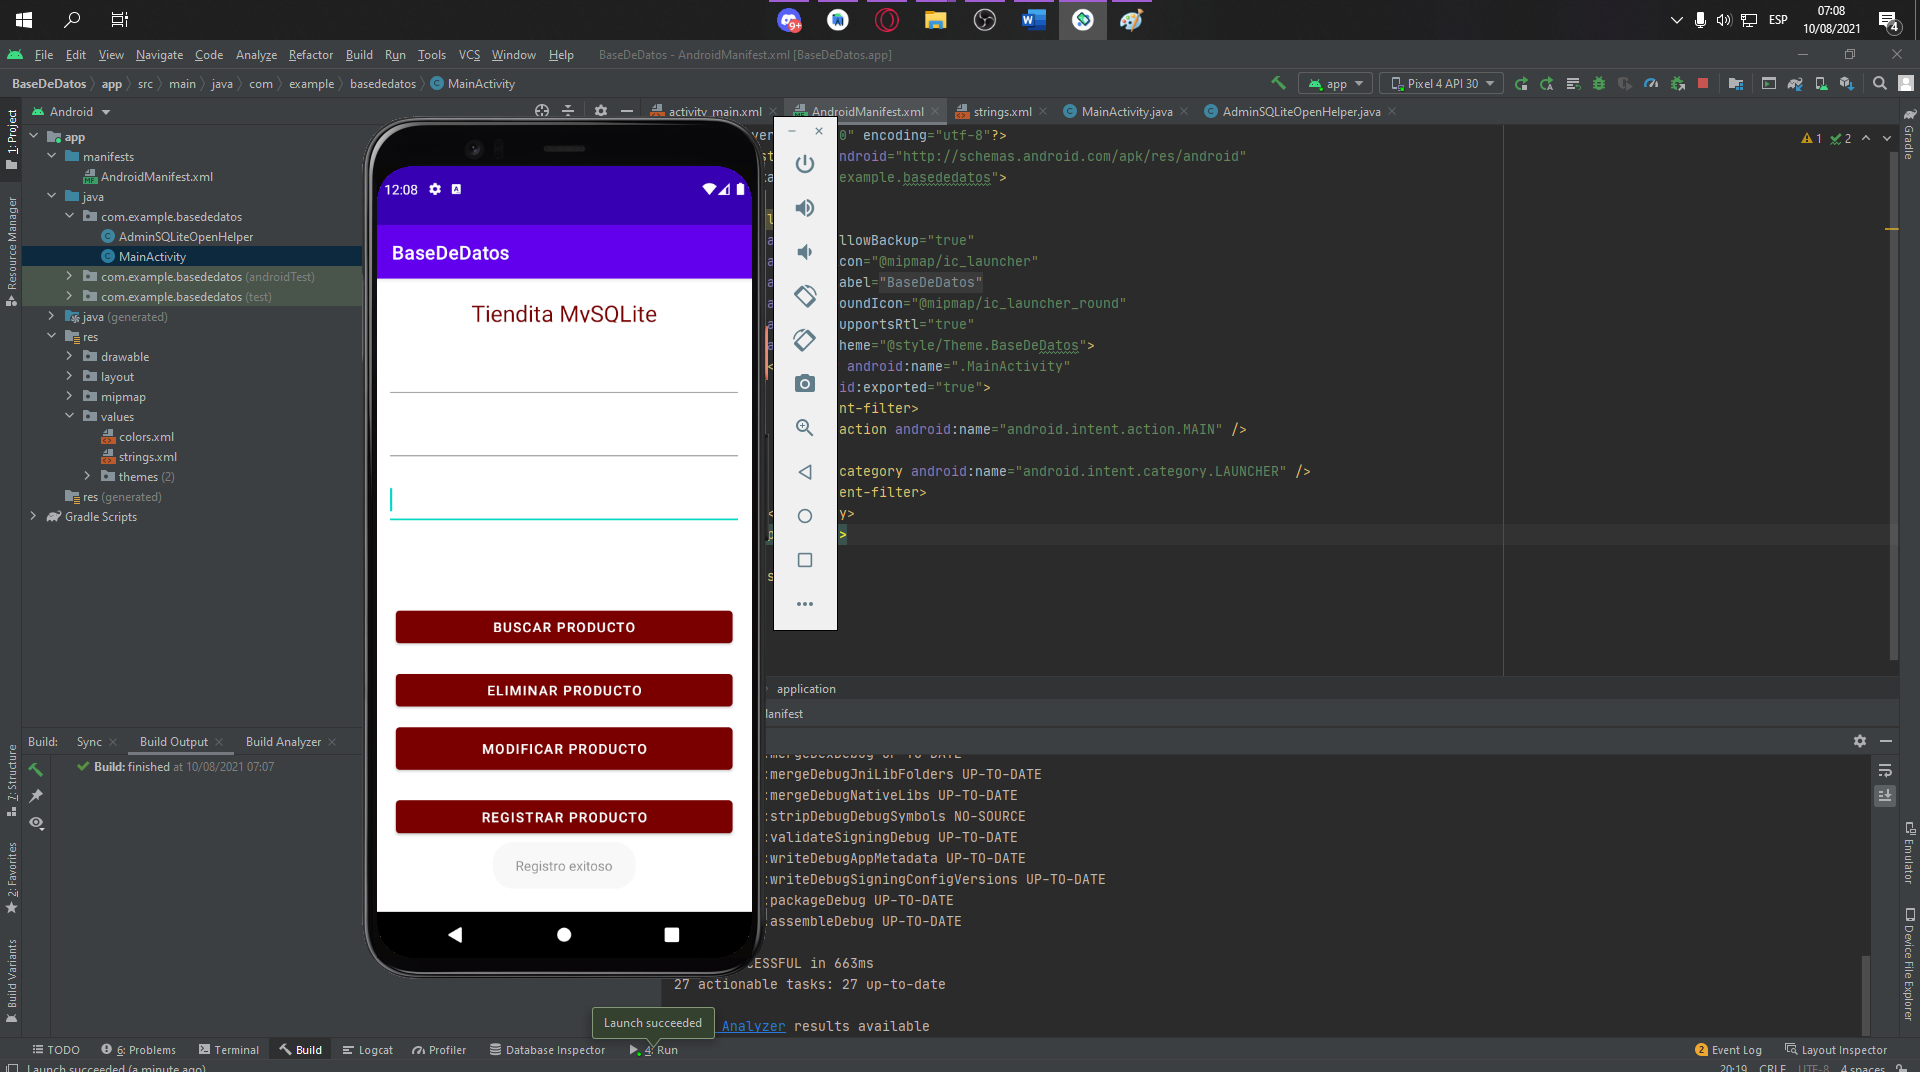 9+
ESP
07:08
10/08/2021
4
File Edit View Navigate Code Analyze Refactor Build Run Tools VCS Window Help BaseDeDatos - AndroidManifest.xml [BaseDeDatos.app]
BaseDeDatos app src main java com example basededatos MainActivity
app
Pixel 4 API 30
Android
activity_main.xml AndroidManifest.xml strings.xml MainActivity.java AdminSQLiteOpenHelper.java
1: Project
Resource Manager
7: Structure
2: Favorites
Build Variants
app
manifests
AndroidManifest.xml
java
com.example.basededatos
AdminSQLiteOpenHelper
MainActivity
com.example.basededatos (androidTest)
com.example.basededatos (test)
java (generated)
res
drawable
layout
mipmap
values
colors.xml
strings.xml
themes (2)
res (generated)
Gradle Scripts
12:08
BaseDeDatos
Tiendita MySQLite
BUSCAR PRODUCTO
ELIMINAR PRODUCTO
MODIFICAR PRODUCTO
REGISTRAR PRODUCTO
Registro exitoso
0" encoding="utf-8"?>
ndroid="http://schemas.android.com/apk/res/android"
example.basededatos">
llowBackup="true"
con="@mipmap/ic_launcher"
abel="BaseDeDatos"
oundIcon="@mipmap/ic_launcher_round"
upportsRtl="true"
heme="@style/Theme.BaseDeDatos">
android:name=".MainActivity"
id:exported="true">
nt-filter>
action android:name="android.intent.action.MAIN" />
category android:name="android.intent.category.LAUNCHER" />
ent-filter>
y>
>
1 2
application
anifest
Gradle
Emulator
Device File Explorer
Build: Sync Build Output Build Analyzer
Build: finished at 10/08/2021 07:07
:mergeDexDebug UP-TO-DATE
:mergeDebugJniLibFolders UP-TO-DATE
:mergeDebugNativeLibs UP-TO-DATE
:stripDebugDebugSymbols NO-SOURCE
:validateSigningDebug UP-TO-DATE
:writeDebugAppMetadata UP-TO-DATE
:writeDebugSigningConfigVersions UP-TO-DATE
:packageDebug UP-TO-DATE
:assembleDebug UP-TO-DATE
CESSFUL in 663ms
27 actionable tasks: 27 up-to-date
Analyzer results available
Launch succeeded
TODO 6: Problems Terminal Build Logcat Profiler Database Inspector 4: Run 2 Event Log Layout Inspector
Launch succeeded (a minute ago) 20:19 CRLF UTF-8 4 spaces